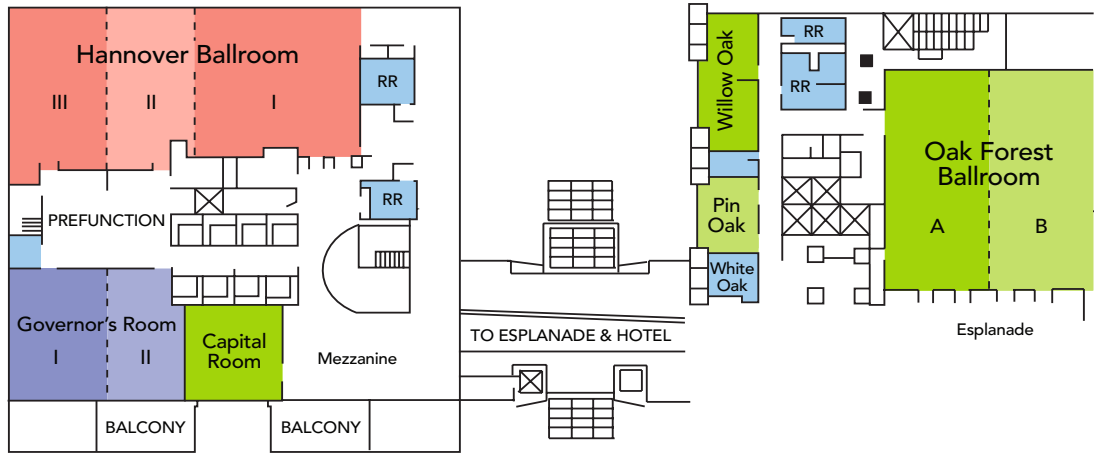 Hannover Ballroom
III
II
I
RR
RR
PREFUNCTION
Governor's Room
I
II
Capital
Room
Mezzanine
BALCONY
BALCONY
TO ESPLANADE & HOTEL
Willow Oak
Pin
Oak
White
Oak
RR
RR
Oak Forest
Ballroom
A
B
Esplanade